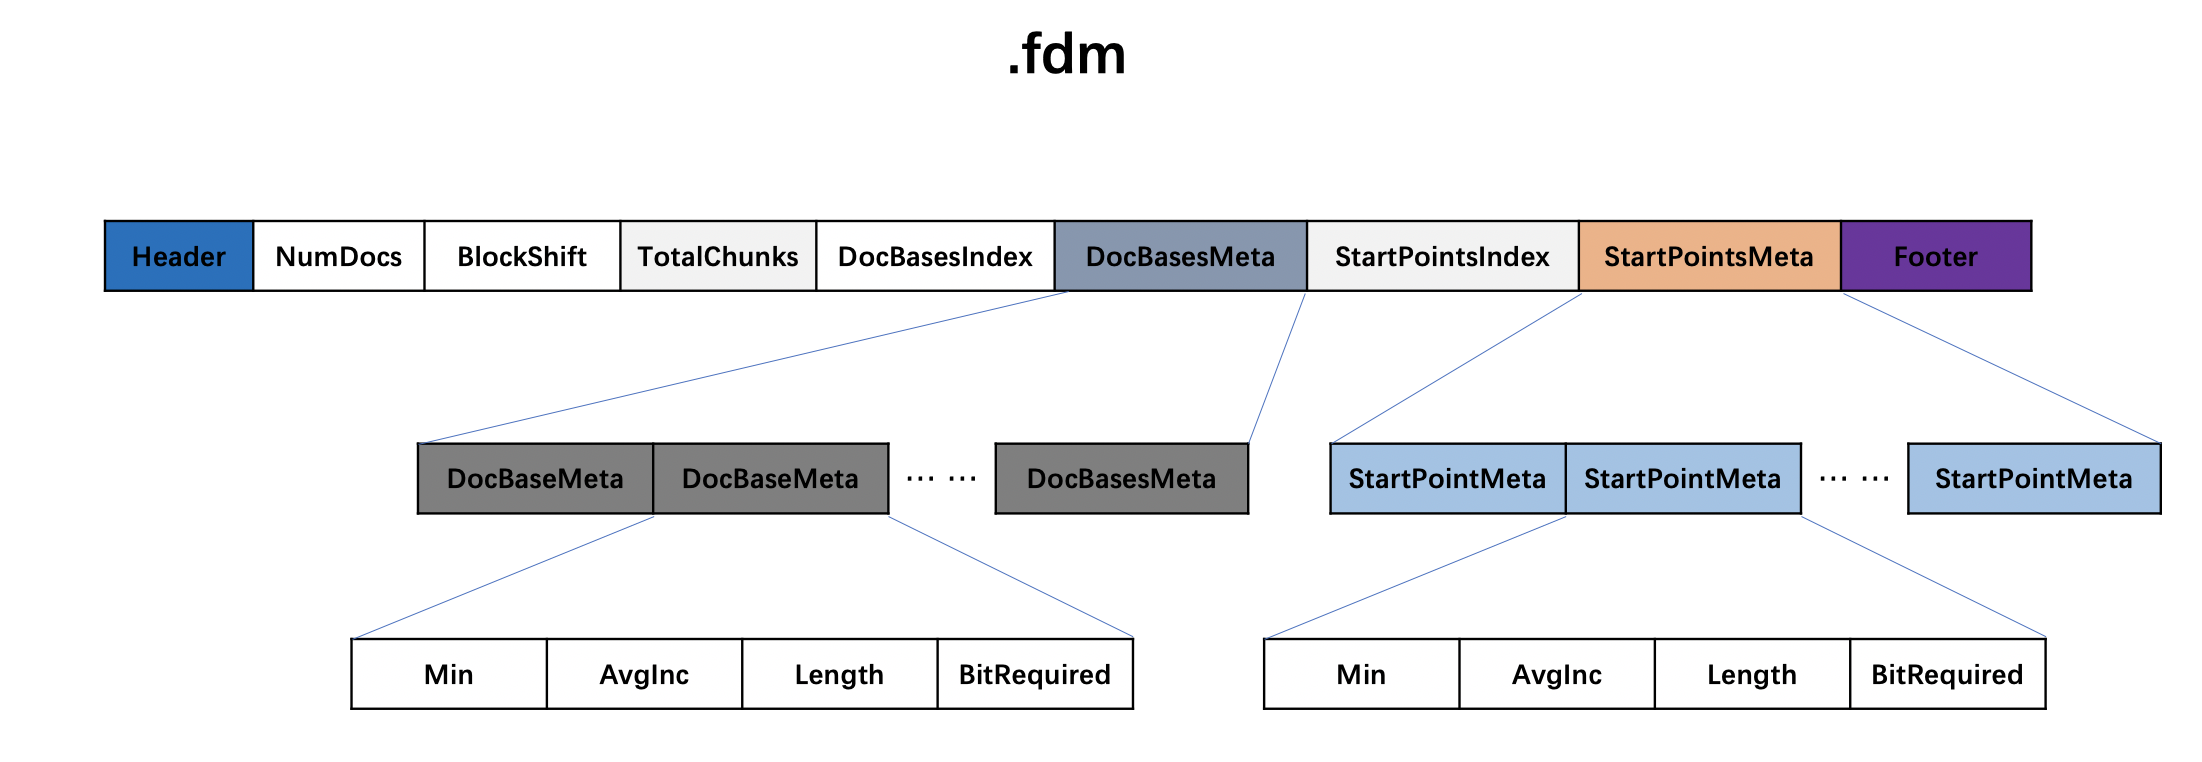 .fdm
Header NumDocs BlockShift TotalChunks DocBasesIndex DocBasesMeta StartPointsIndex StartPointsMeta Footer
DocBaseMeta DocBaseMeta ... ... DocBasesMeta StartPointMeta StartPointMeta ... ... StartPointMeta
Min AvgInc Length BitRequired Min AvgInc Length BitRequired